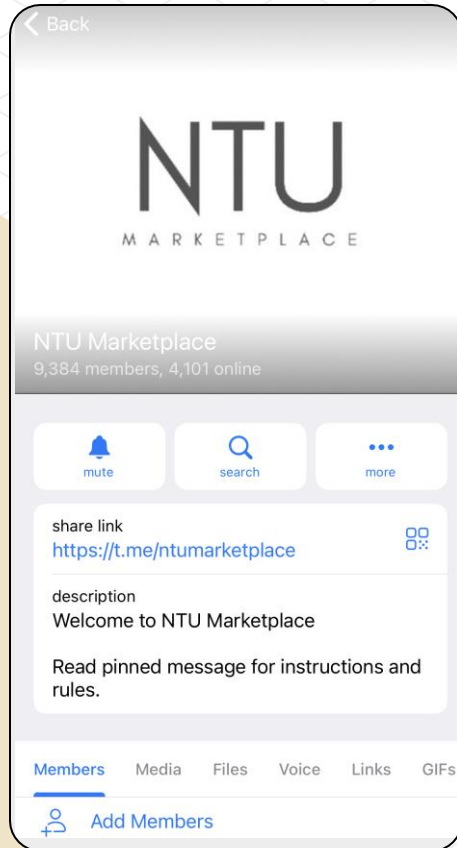 Back
NTU
MARKETPLACE
NTU Marketplace
9,384 members, 4,101 online
mute
search
more
share link
https://t.me/ntumarketplace
description
Welcome to NTU Marketplace
Read pinned message for instructions and
rules.
Members Media Files Voice Links GIFs
Add Members